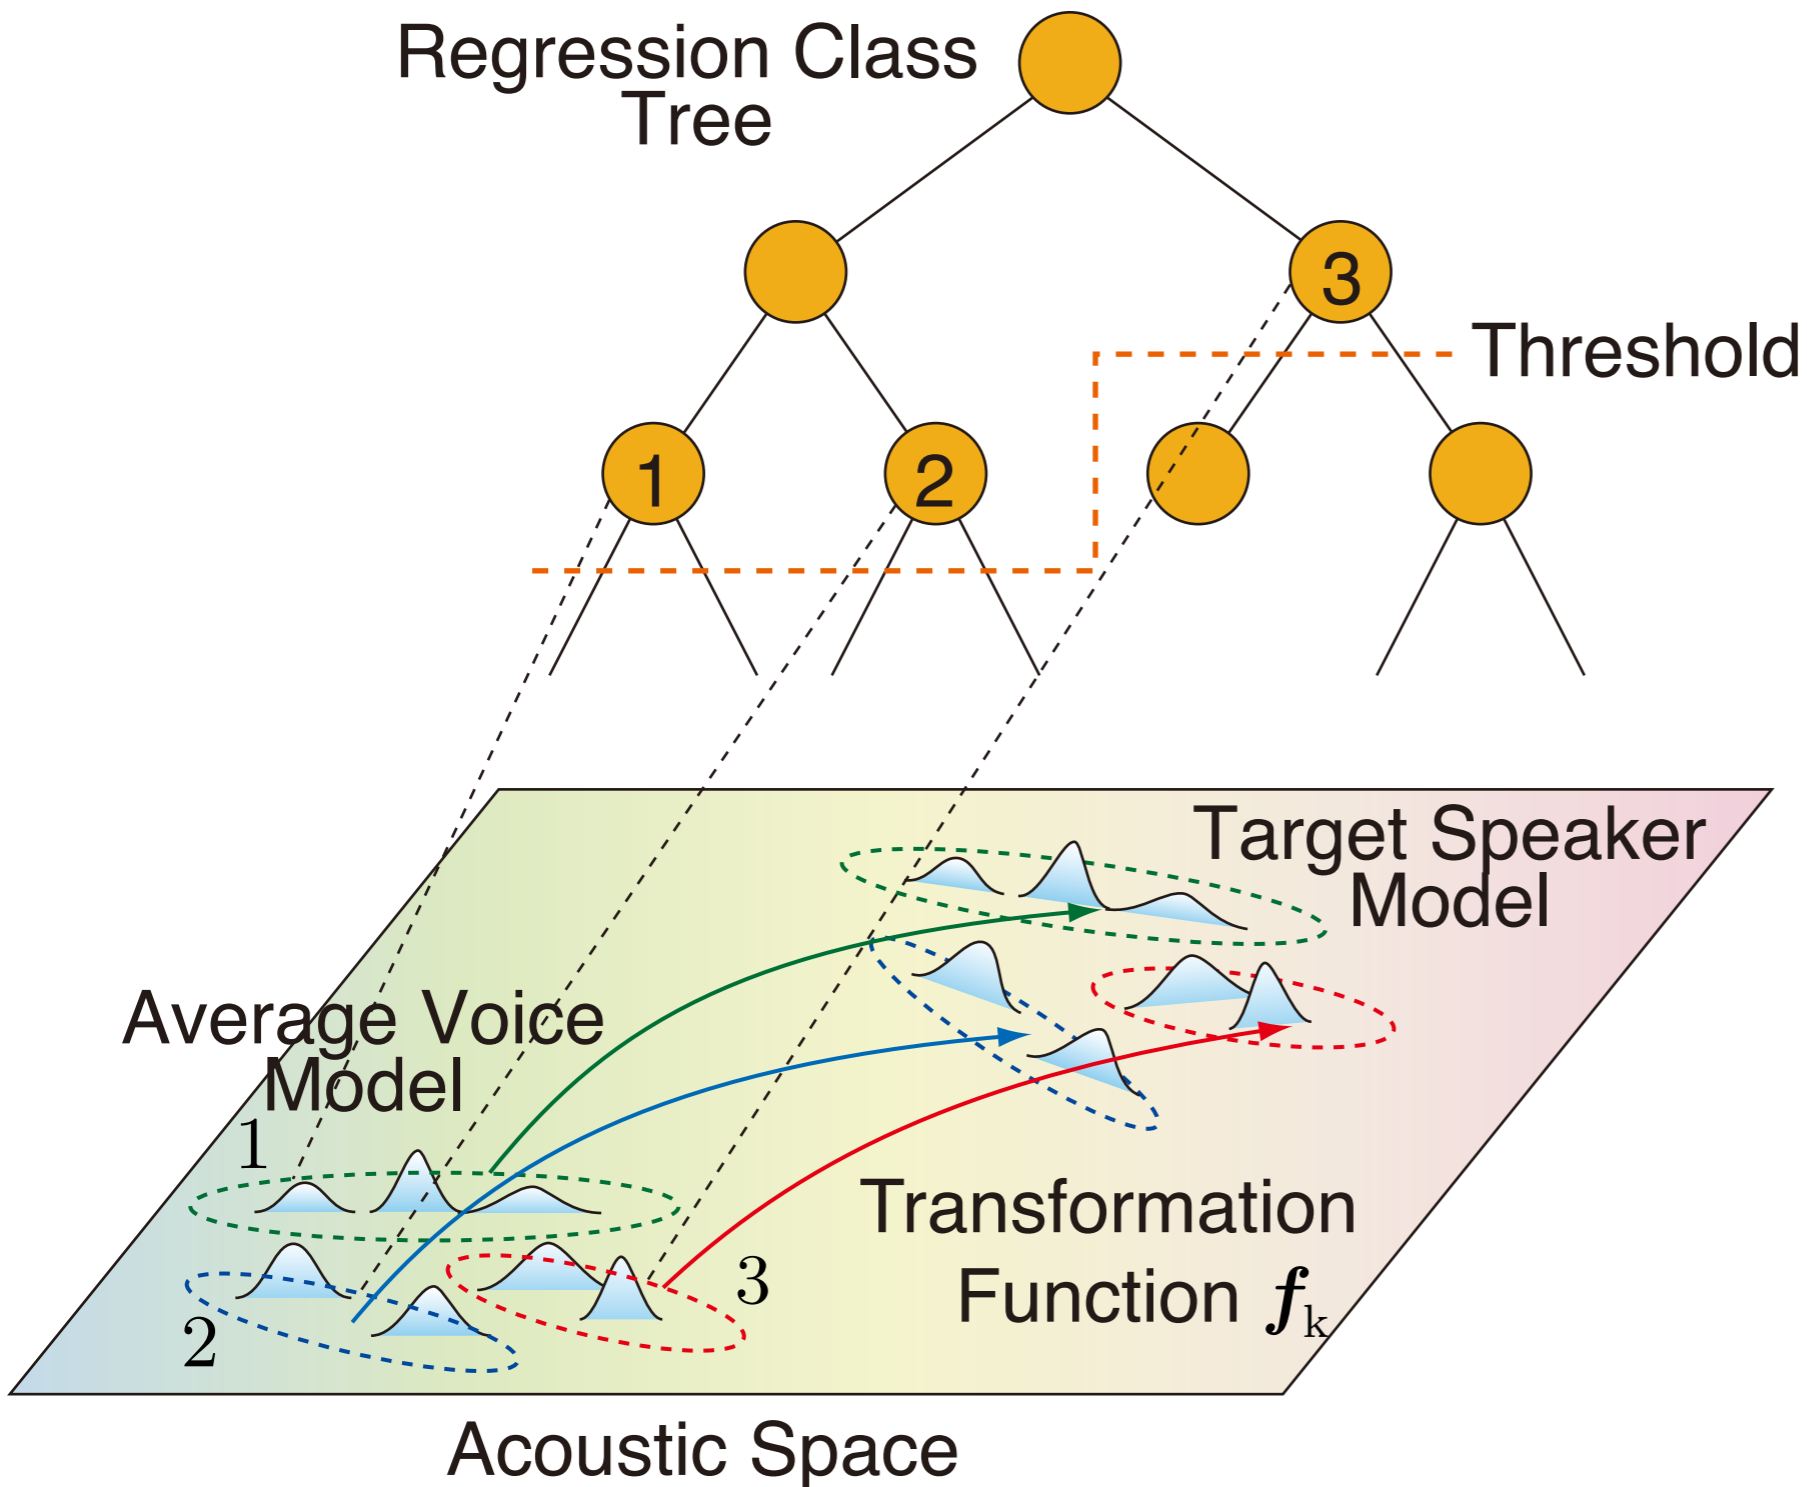 Regression Class
Tree
3
Threshold
1
2
Target Speaker
Model
Average Voice
Model
1
Transformation
3
Function f_k
2
Acoustic Space